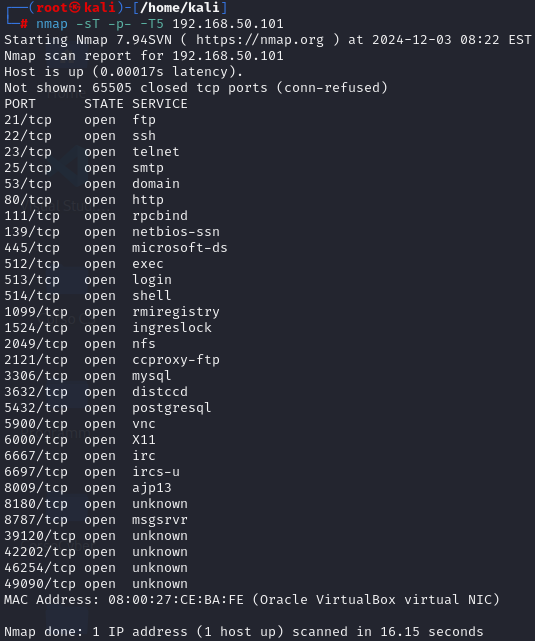 ┌──(root㉿kali)-[/home/kali]
└─# nmap -sT -p- -T5 192.168.50.101
Starting Nmap 7.94SVN ( https://nmap.org ) at 2024-12-03 08:22 EST
Nmap scan report for 192.168.50.101
Host is up (0.00017s latency).
Not shown: 65505 closed tcp ports (conn-refused)
PORT      STATE SERVICE
21/tcp    open  ftp
22/tcp    open  ssh
23/tcp    open  telnet
25/tcp    open  smtp
53/tcp    open  domain
80/tcp    open  http
111/tcp   open  rpcbind
139/tcp   open  netbios-ssn
445/tcp   open  microsoft-ds
512/tcp   open  exec
513/tcp   open  login
514/tcp   open  shell
1099/tcp  open  rmiregistry
1524/tcp  open  ingreslock
2049/tcp  open  nfs
2121/tcp  open  ccproxy-ftp
3306/tcp  open  mysql
3632/tcp  open  distccd
5432/tcp  open  postgresql
5900/tcp  open  vnc
6000/tcp  open  X11
6667/tcp  open  irc
6697/tcp  open  ircs-u
8009/tcp  open  ajp13
8180/tcp  open  unknown
8787/tcp  open  msgsrvr
39120/tcp open  unknown
42202/tcp open  unknown
46254/tcp open  unknown
49090/tcp open  unknown
MAC Address: 08:00:27:CE:BA:FE (Oracle VirtualBox virtual NIC)
Nmap done: 1 IP address (1 host up) scanned in 16.15 seconds